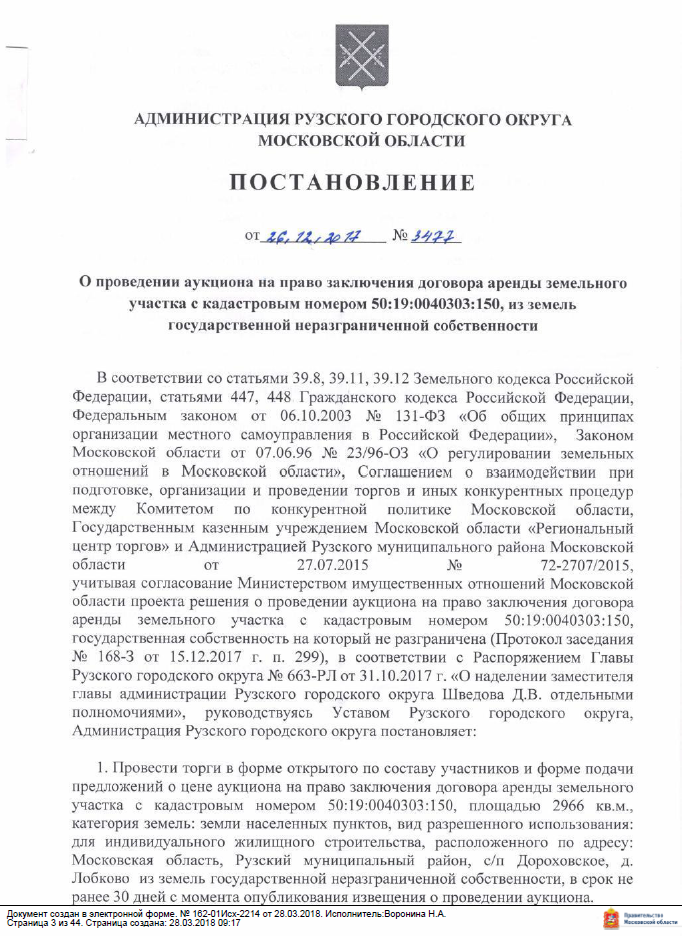 АДМИНИСТРАЦИЯ РУЗСКОГО ГОРОДСКОГО ОКРУГА
МОСКОВСКОЙ ОБЛАСТИ
ПОСТАНОВЛЕНИЕ
от 26.12.2017 № 3477
О проведении аукциона на право заключения договора аренды земельного
участка с кадастровым номером 50:19:0040303:150, из земель
государственной неразграниченной собственности
В соответствии со статьями 39.8, 39.11, 39.12 Земельного кодекса Российской
Федерации, статьями 447, 448 Гражданского кодекса Российской Федерации,
Федеральным законом от 06.10.2003 № 131-ФЗ «Об общих принципах
организации местного самоуправления в Российской Федерации», Законом
Московской области от 07.06.96 № 23/96-ОЗ «О регулировании земельных
отношений в Московской области», Соглашением о взаимодействии при
подготовке, организации и проведении торгов и иных конкурентных процедур
между Комитетом по конкурентной политике Московской области,
Государственным казенным учреждением Московской области «Региональный
центр торгов» и Администрацией Рузского муниципального района Московской
области от 27.07.2015 № 72-2707/2015,
учитывая согласование Министерством имущественных отношений Московской
области проекта решения о проведении аукциона на право заключения договора
аренды земельного участка с кадастровым номером 50:19:0040303:150,
государственная собственность на который не разграничена (Протокол заседания
№ 168-З от 15.12.2017 г. п. 299), в соответствии с Распоряжением Главы
Рузского городского округа № 663-РЛ от 31.10.2017 г. «О наделении заместителя
главы администрации Рузского городского округа Шведова Д.В. отдельными
полномочиями», руководствуясь Уставом Рузского городского округа,
Администрация Рузского городского округа постановляет:
1. Провести торги в форме открытого по составу участников и форме подачи
предложений о цене аукциона на право заключения договора аренды земельного
участка с кадастровым номером 50:19:0040303:150, площадью 2966 кв.м.,
категория земель: земли населенных пунктов, вид разрешенного использования:
для индивидуального жилищного строительства, расположенного по адресу:
Московская область, Рузский муниципальный район, с/п Дороховское, д.
Лобково из земель государственной неразграниченной собственности, в срок не
ранее 30 дней с момента опубликования извещения о проведении аукциона.
Документ создан в электронной форме. № 162-01Исх-2214 от 28.03.2018. Исполнитель:Воронина Н.А.
Страница 3 из 44. Страница создана: 28.03.2018 09:17
Правительство
Московской области